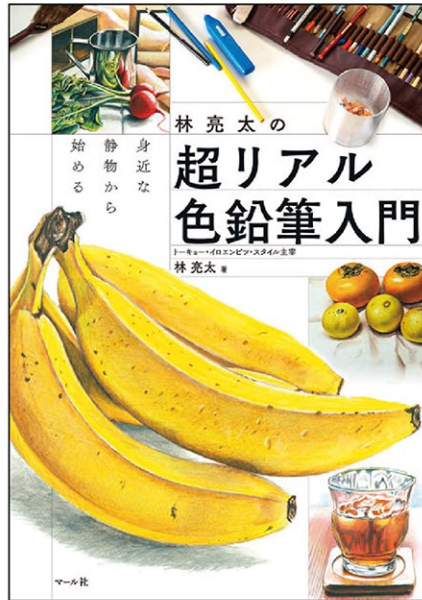 林亮太の
超リアル
色鉛筆入門
トーキョー・イロエンピツ・スタイル主宰
林 亮太 著
身近な
静物から
始める
マール社